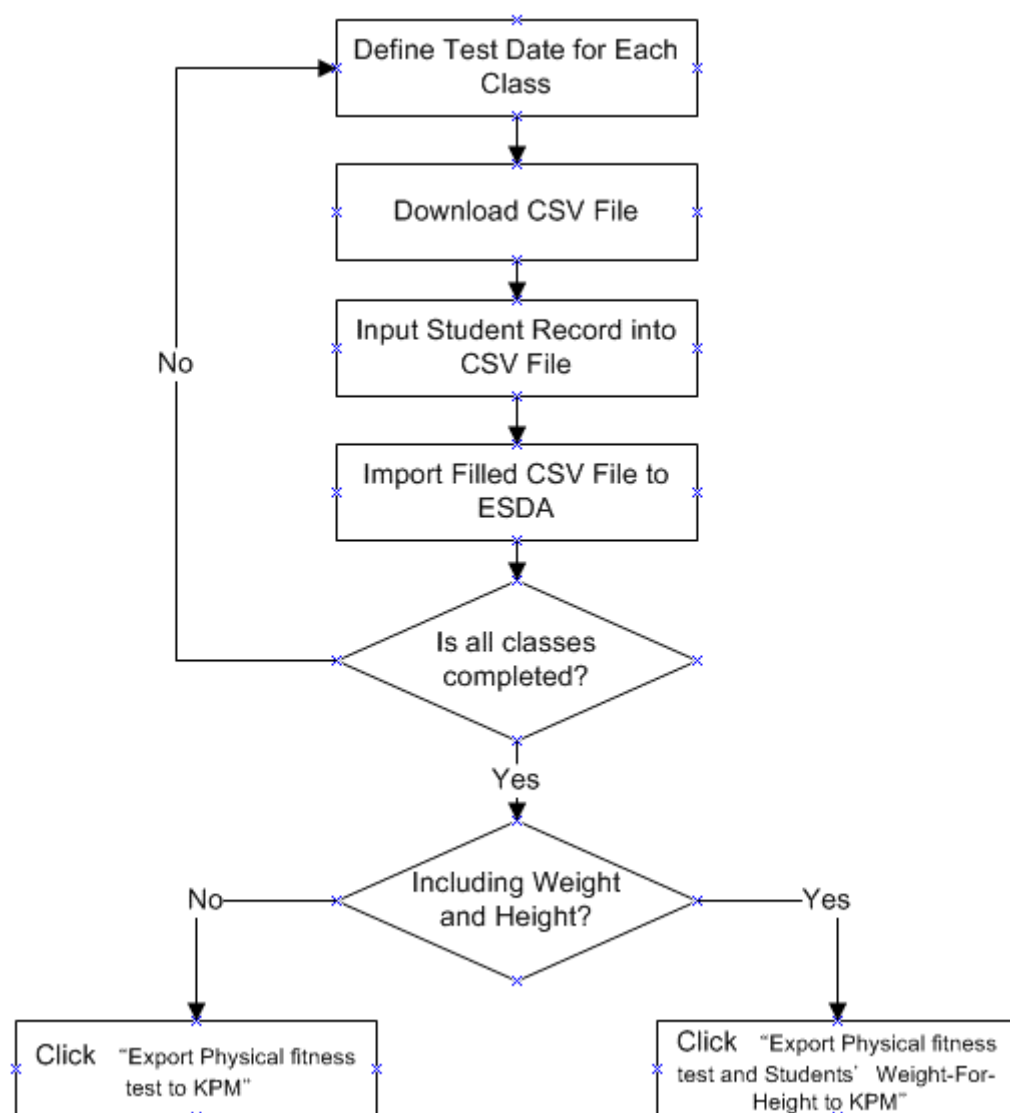 Define Test Date for Each
Class
Download CSV File
Input Student Record into
CSV File
No
Import Filled CSV File to
ESDA
Is all classes
completed?
Yes
Including Weight
and Height?
No
Yes
Click “Export Physical fitness
test to KPM”
Click “Export Physical fitness
test and Students’ Weight-For-
Height to KPM”